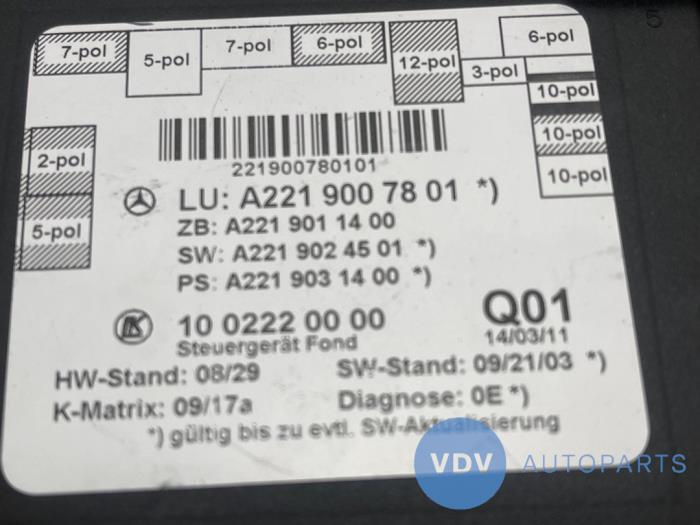 7-pol
5-pol
7-pol
6-pol
12-pol
3-pol
6-pol
10-pol
10-pol
10-pol
2-pol
5-pol
221900780101
LU: A221 900 78 01 *)
ZB: A221 901 14 00
SW: A221 902 45 01 *)
PS: A221 903 14 00 *)
10 0222 00 00
Steuergerät Fond
Q01
14/03/11
HW-Stand: 08/29
SW-Stand: 09/21/03 *)
K-Matrix: 09/17a
Diagnose: 0E *)
*) gültig bis zu evtl. SW-Aktualisierung
VDV AUTOPARTS
5